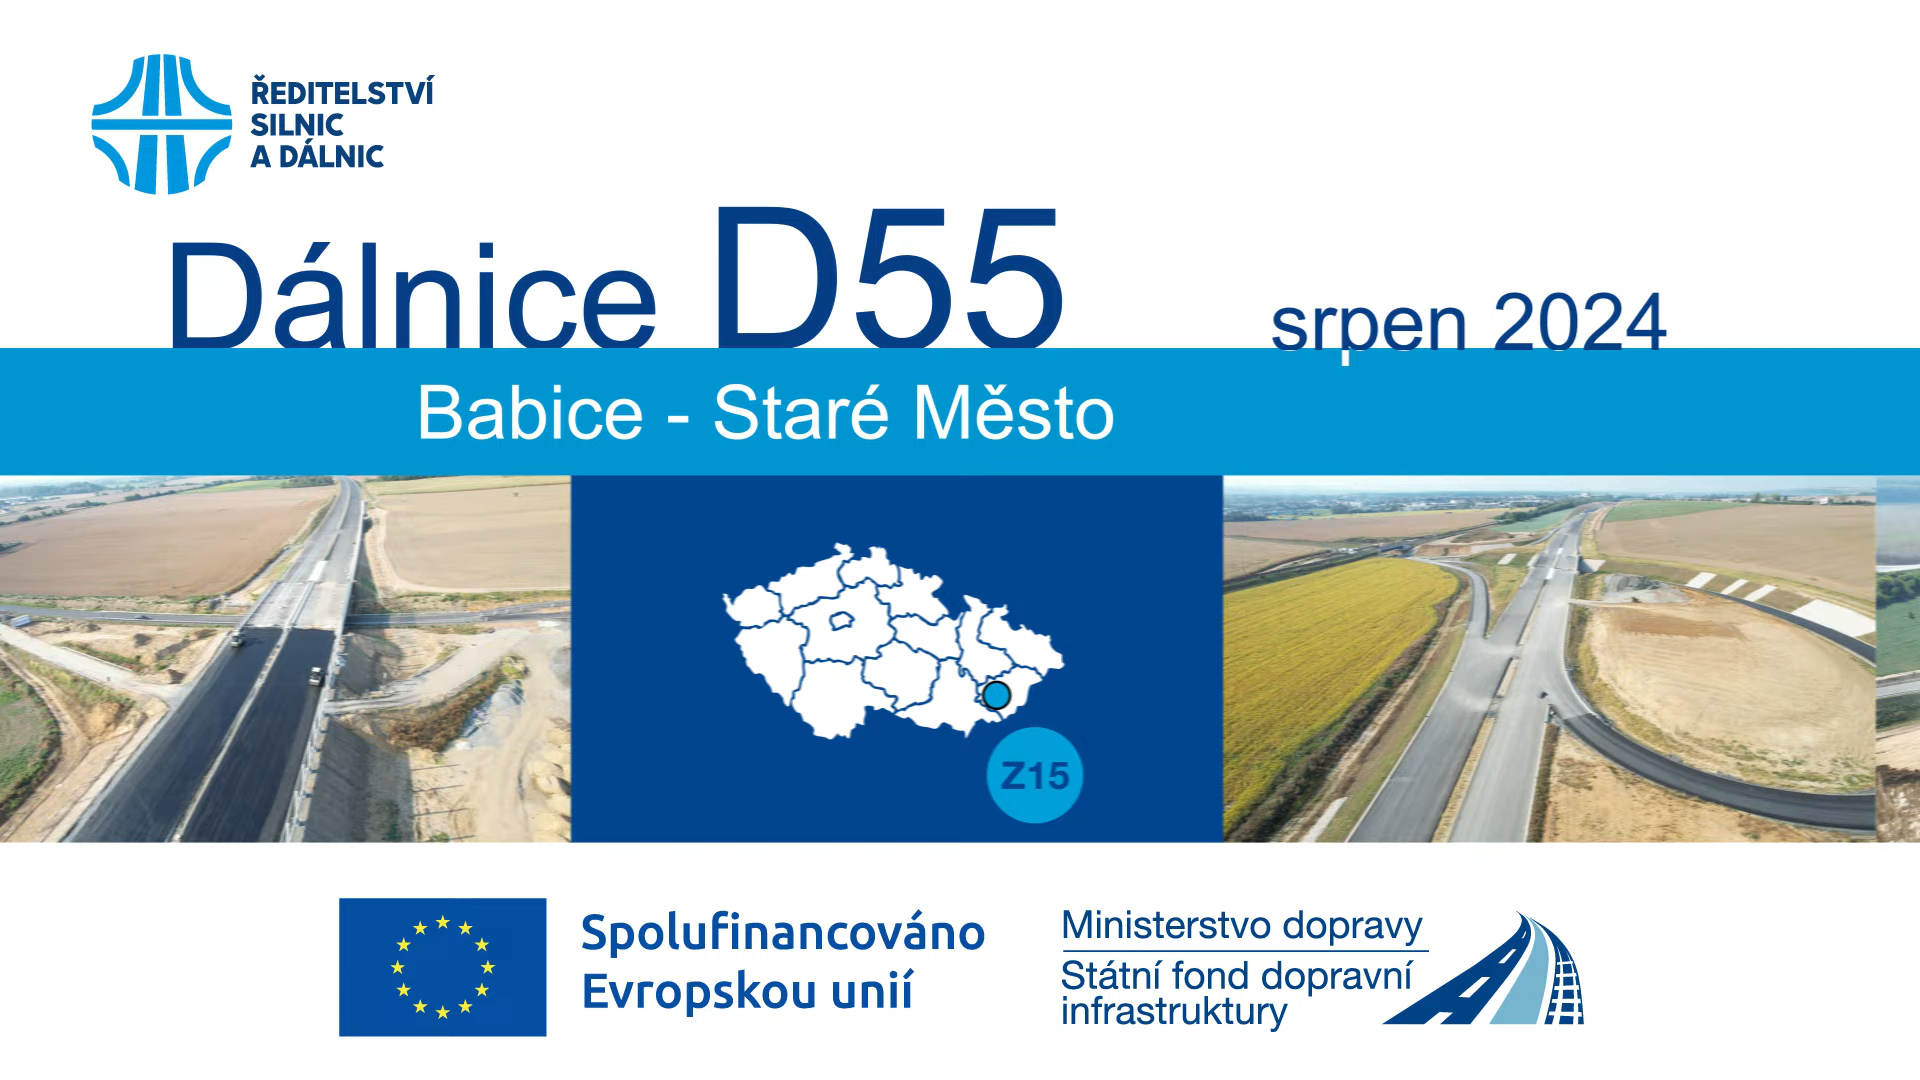 ŘEDITELSTVÍ
SILNIC
A DÁLNIC
Dálnice D55
srpen 2024
Babice - Staré Město
Z15
Spolufinancováno
Evropskou unií
Ministerstvo dopravy
Státní fond dopravní
infrastruktury